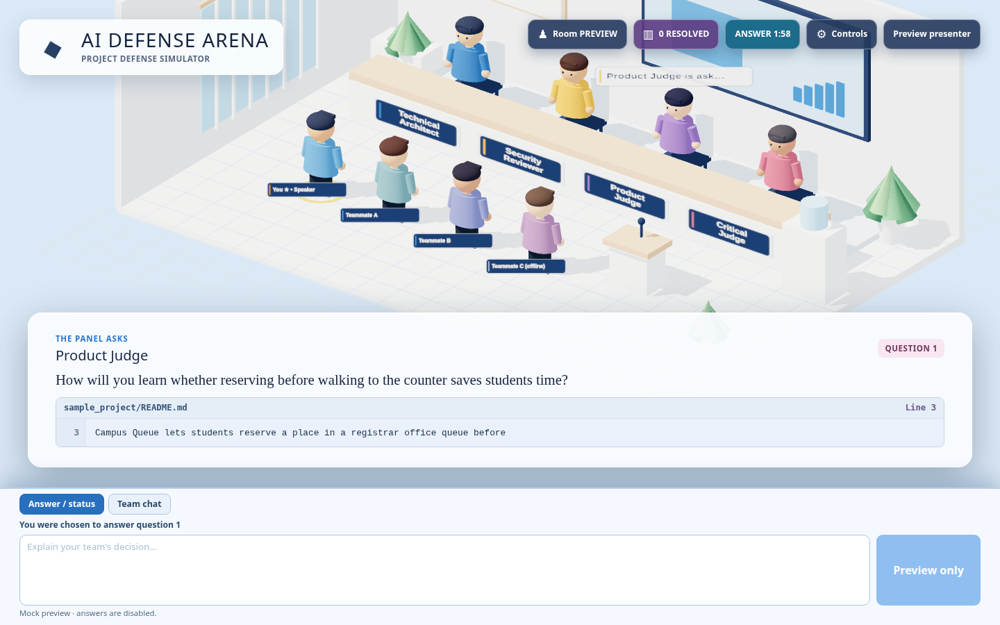 AI DEFENSE ARENA
PROJECT DEFENSE SIMULATOR
Room PREVIEW
0 RESOLVED
ANSWER 1:58
Controls
Preview presenter
Product Judge is ask...
Technical
Architect
Security
Reviewer
Product
Judge
Critical
Judge
You ★ • Speaker
Teammate A
Teammate B
Teammate C (offline)
THE PANEL ASKS
Product Judge
QUESTION 1
How will you learn whether reserving before walking to the counter saves students time?
sample_project/README.md
Line 3
3 Campus Queue lets students reserve a place in a registrar office queue before
Answer / status
Team chat
You were chosen to answer question 1
Explain your team's decision...
Preview only
Mock preview · answers are disabled.